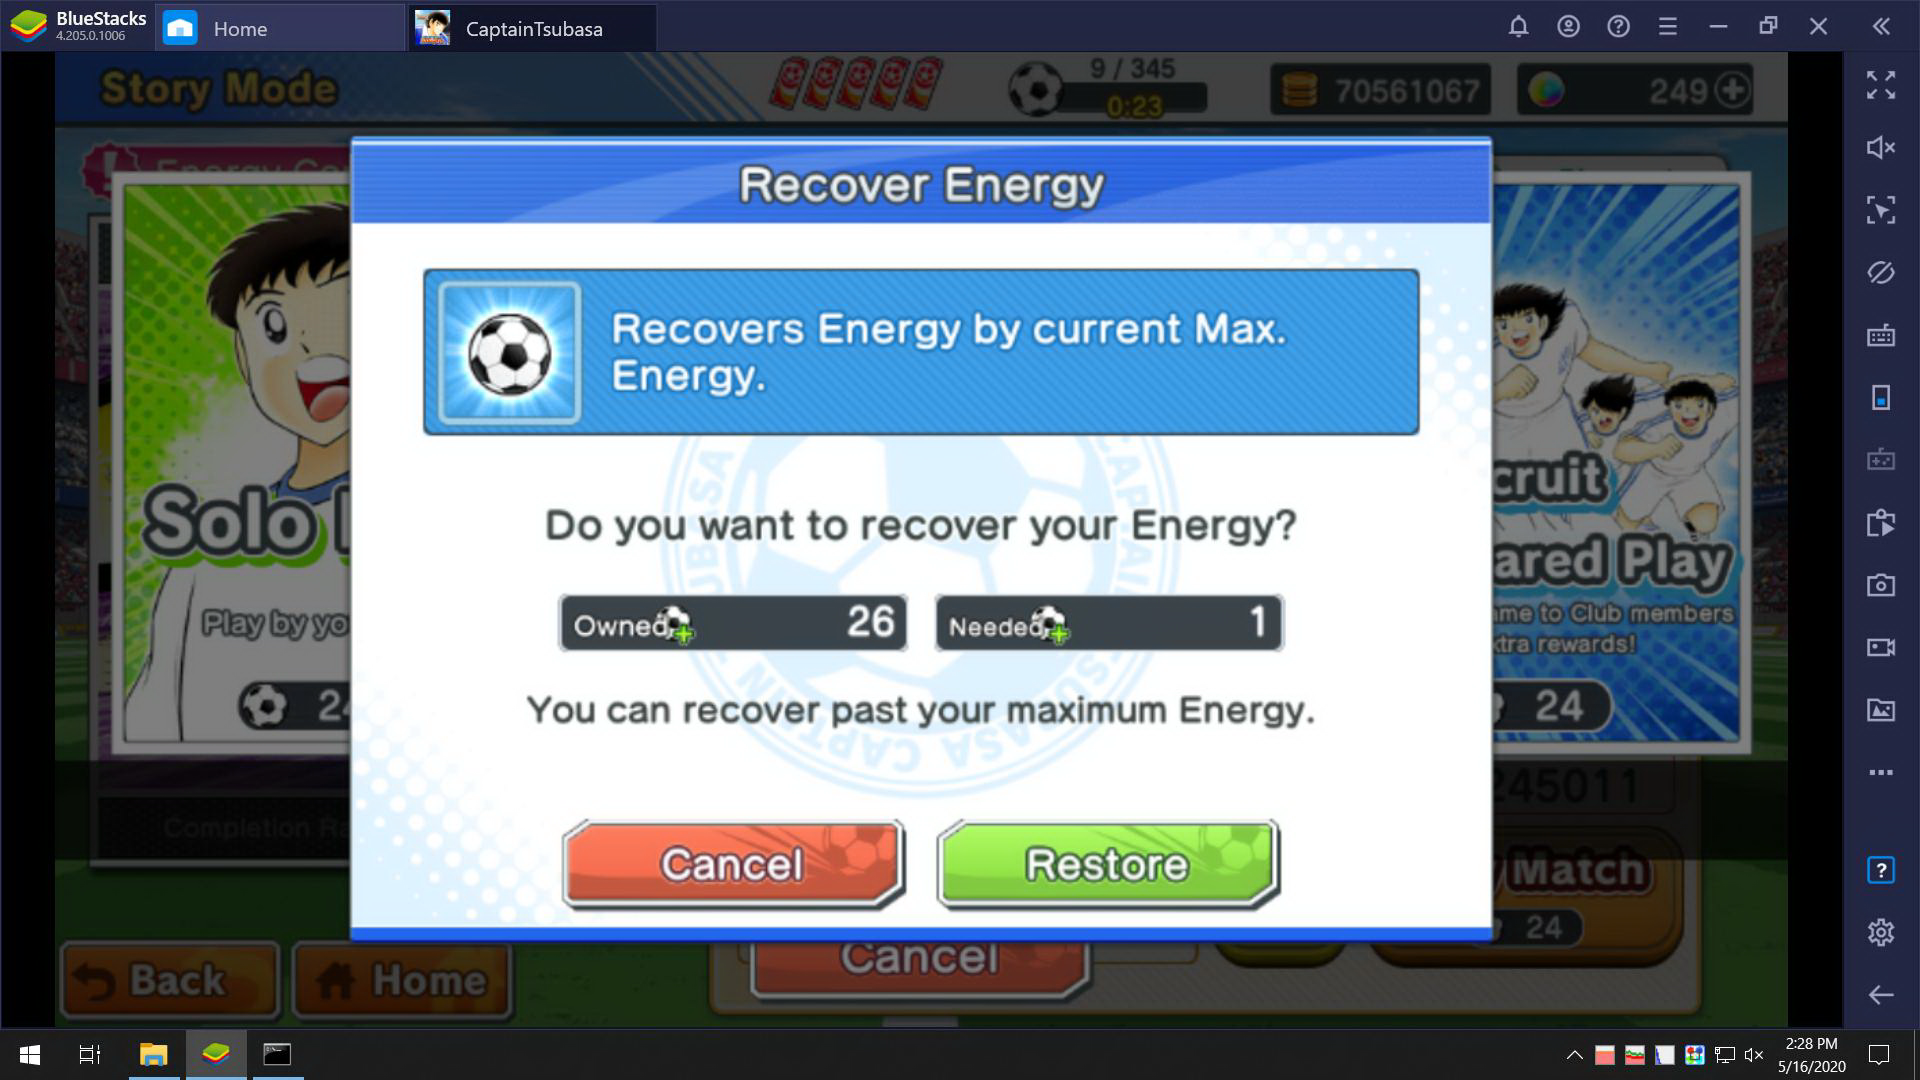 BlueStacks
4.205.0.1006
Home
CaptainTsubasa
Story Mode
9 / 345
0:23
70561067
249
Recover Energy
Recovers Energy by current Max.
Energy.
Do you want to recover your Energy?
Owned 26
Needed 1
You can recover past your maximum Energy.
Cancel
Restore
Energy
Solo
Play by yo
24
cruit
ared Play
me to Club members
xtra rewards!
24
245011
Completion Ra
Match
24
Cancel
Back
Home
2:28 PM
5/16/2020